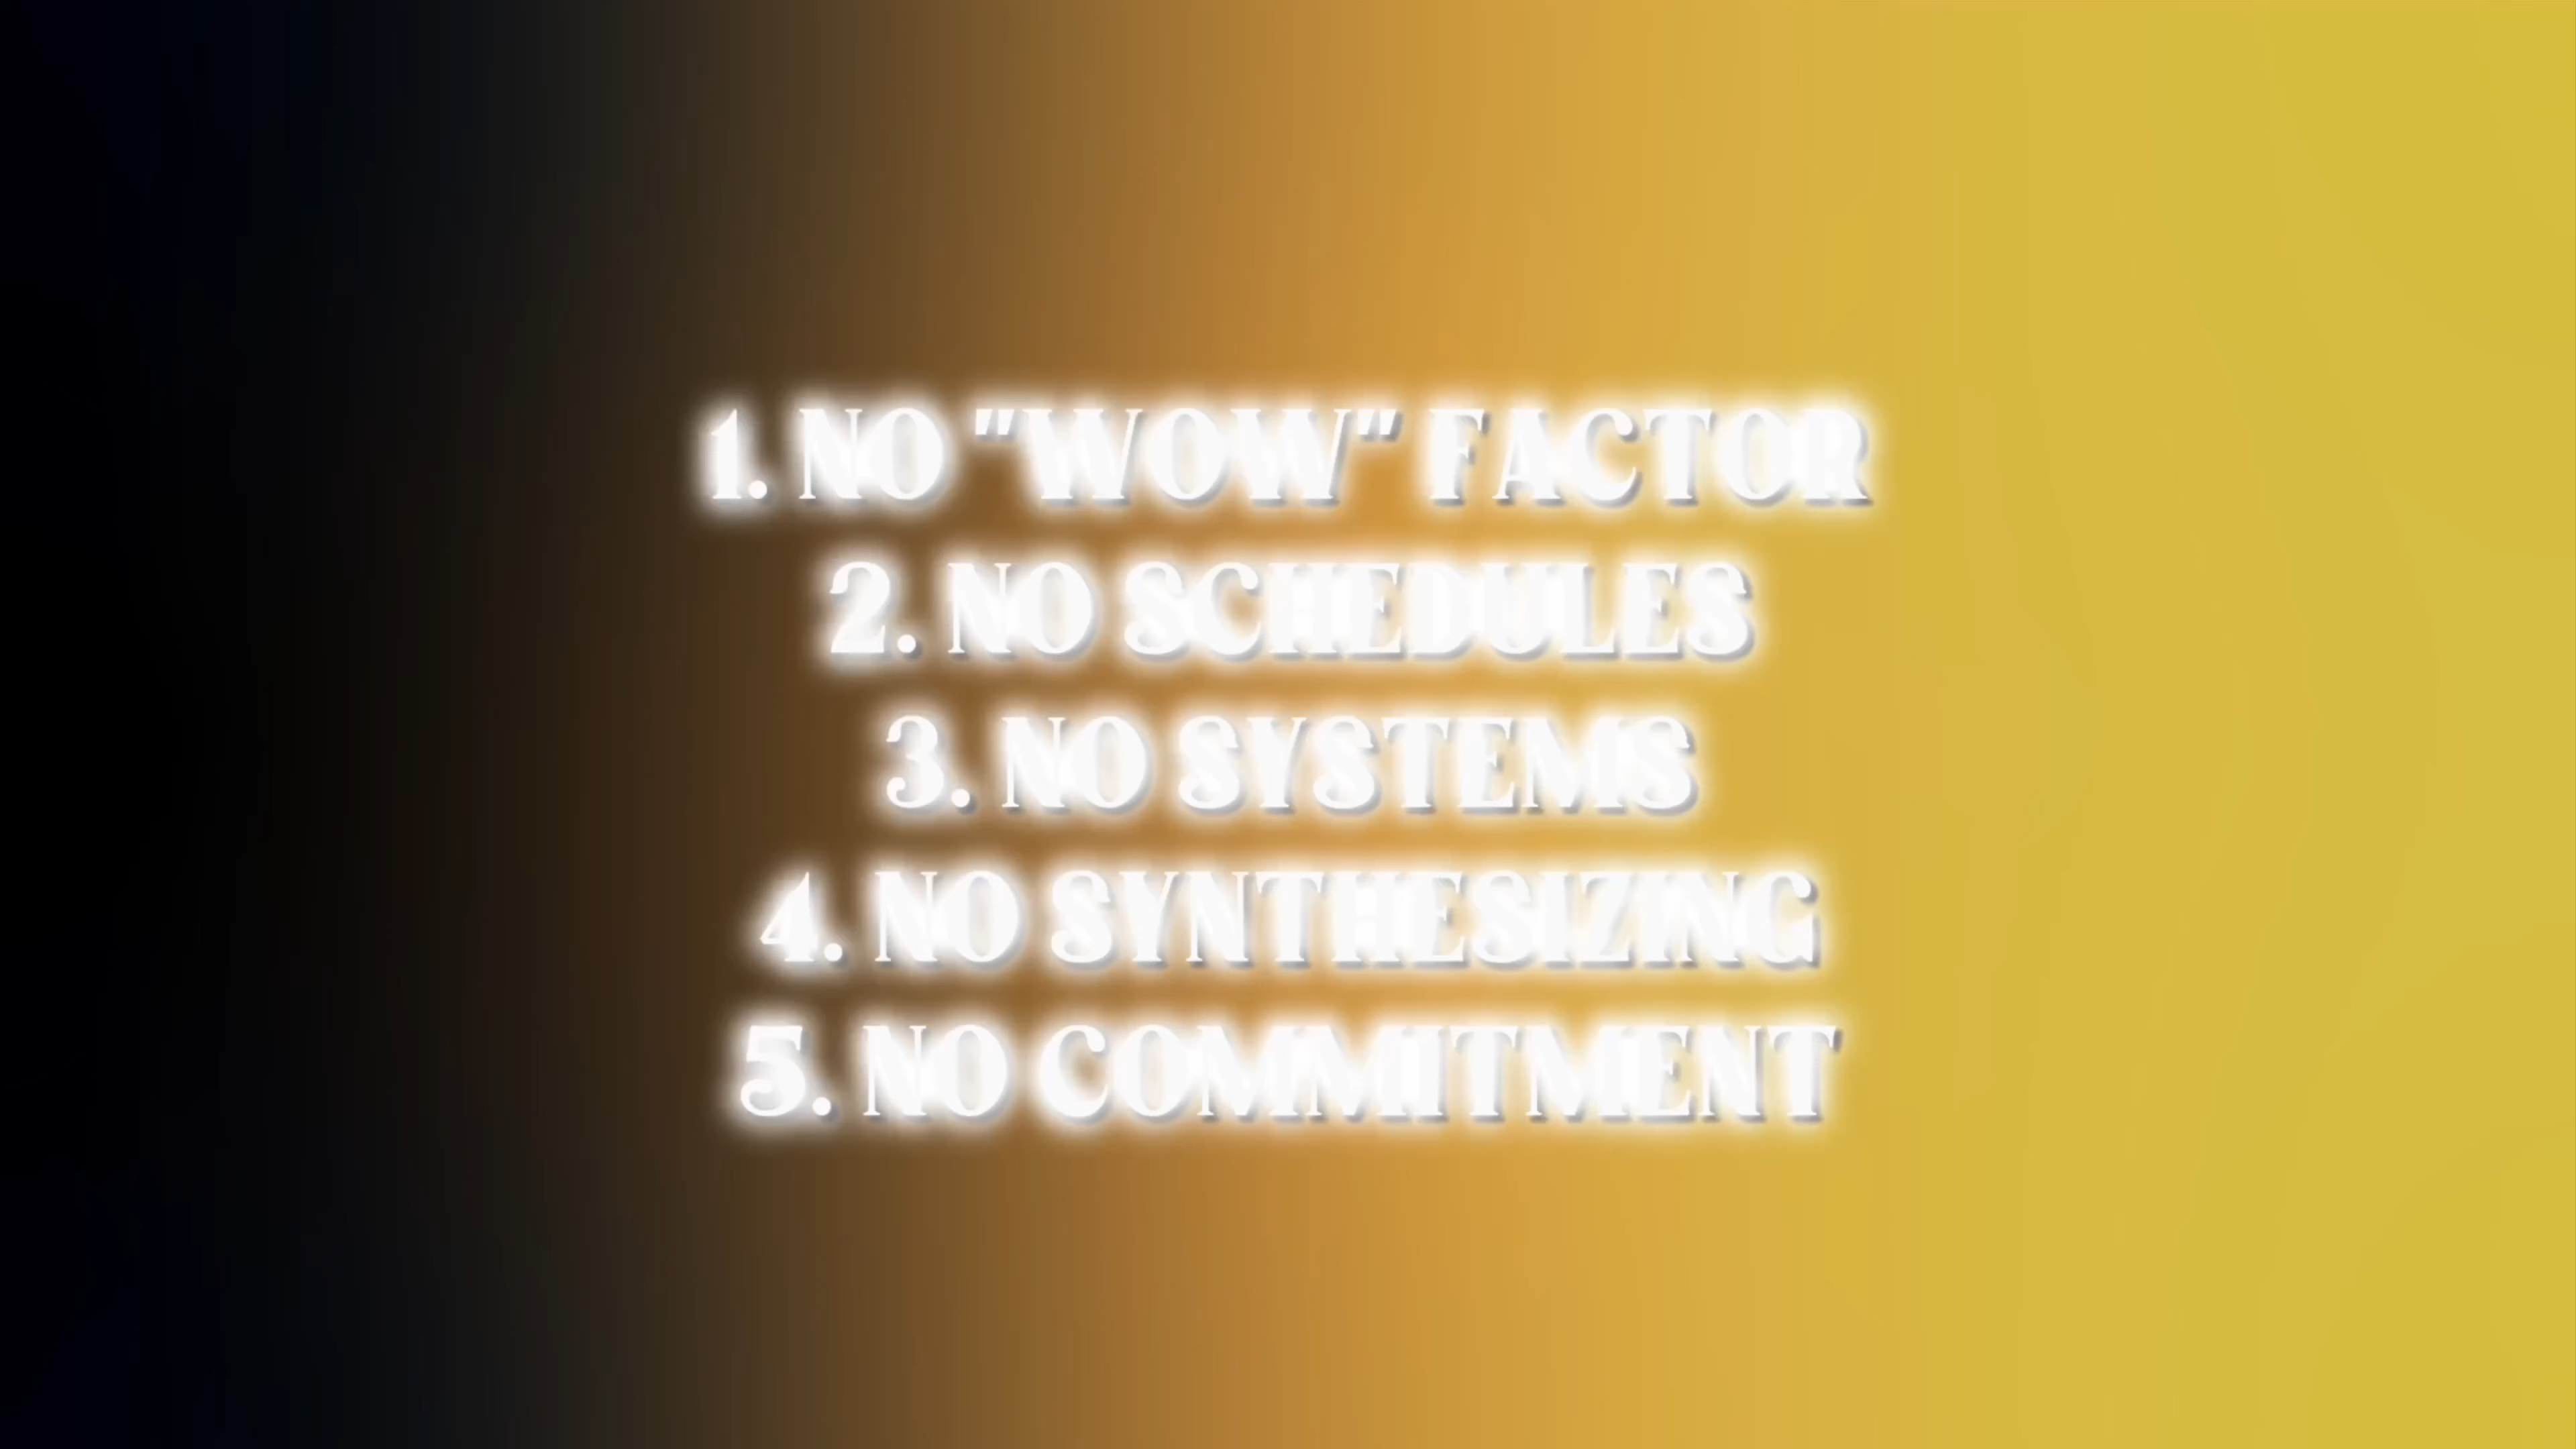 1. NO "WOW" FACTOR
2. NO SCHEDULES
3. NO SYSTEMS
4. NO SYNTHESIZING
5. NO COMMITMENT